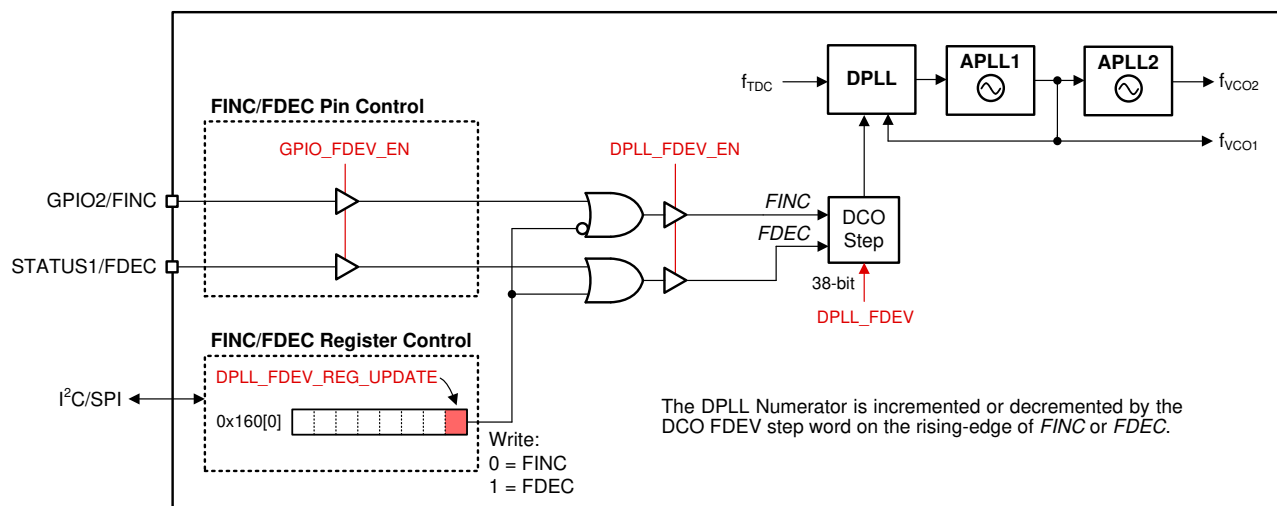 FINC/FDEC Pin Control
GPIO_FDEV_EN
GPIO2/FINC
STATUS1/FDEC
DPLL_FDEV_EN
FINC
FDEC
DCO
Step
38-bit
DPLL_FDEV
fTDC
DPLL
APLL1
APLL2
fVCO2
fVCO1
FINC/FDEC Register Control
DPLL_FDEV_REG_UPDATE
I2C/SPI
0x160[0]
Write:
0 = FINC
1 = FDEC
The DPLL Numerator is incremented or decremented by the
DCO FDEV step word on the rising-edge of FINC or FDEC.